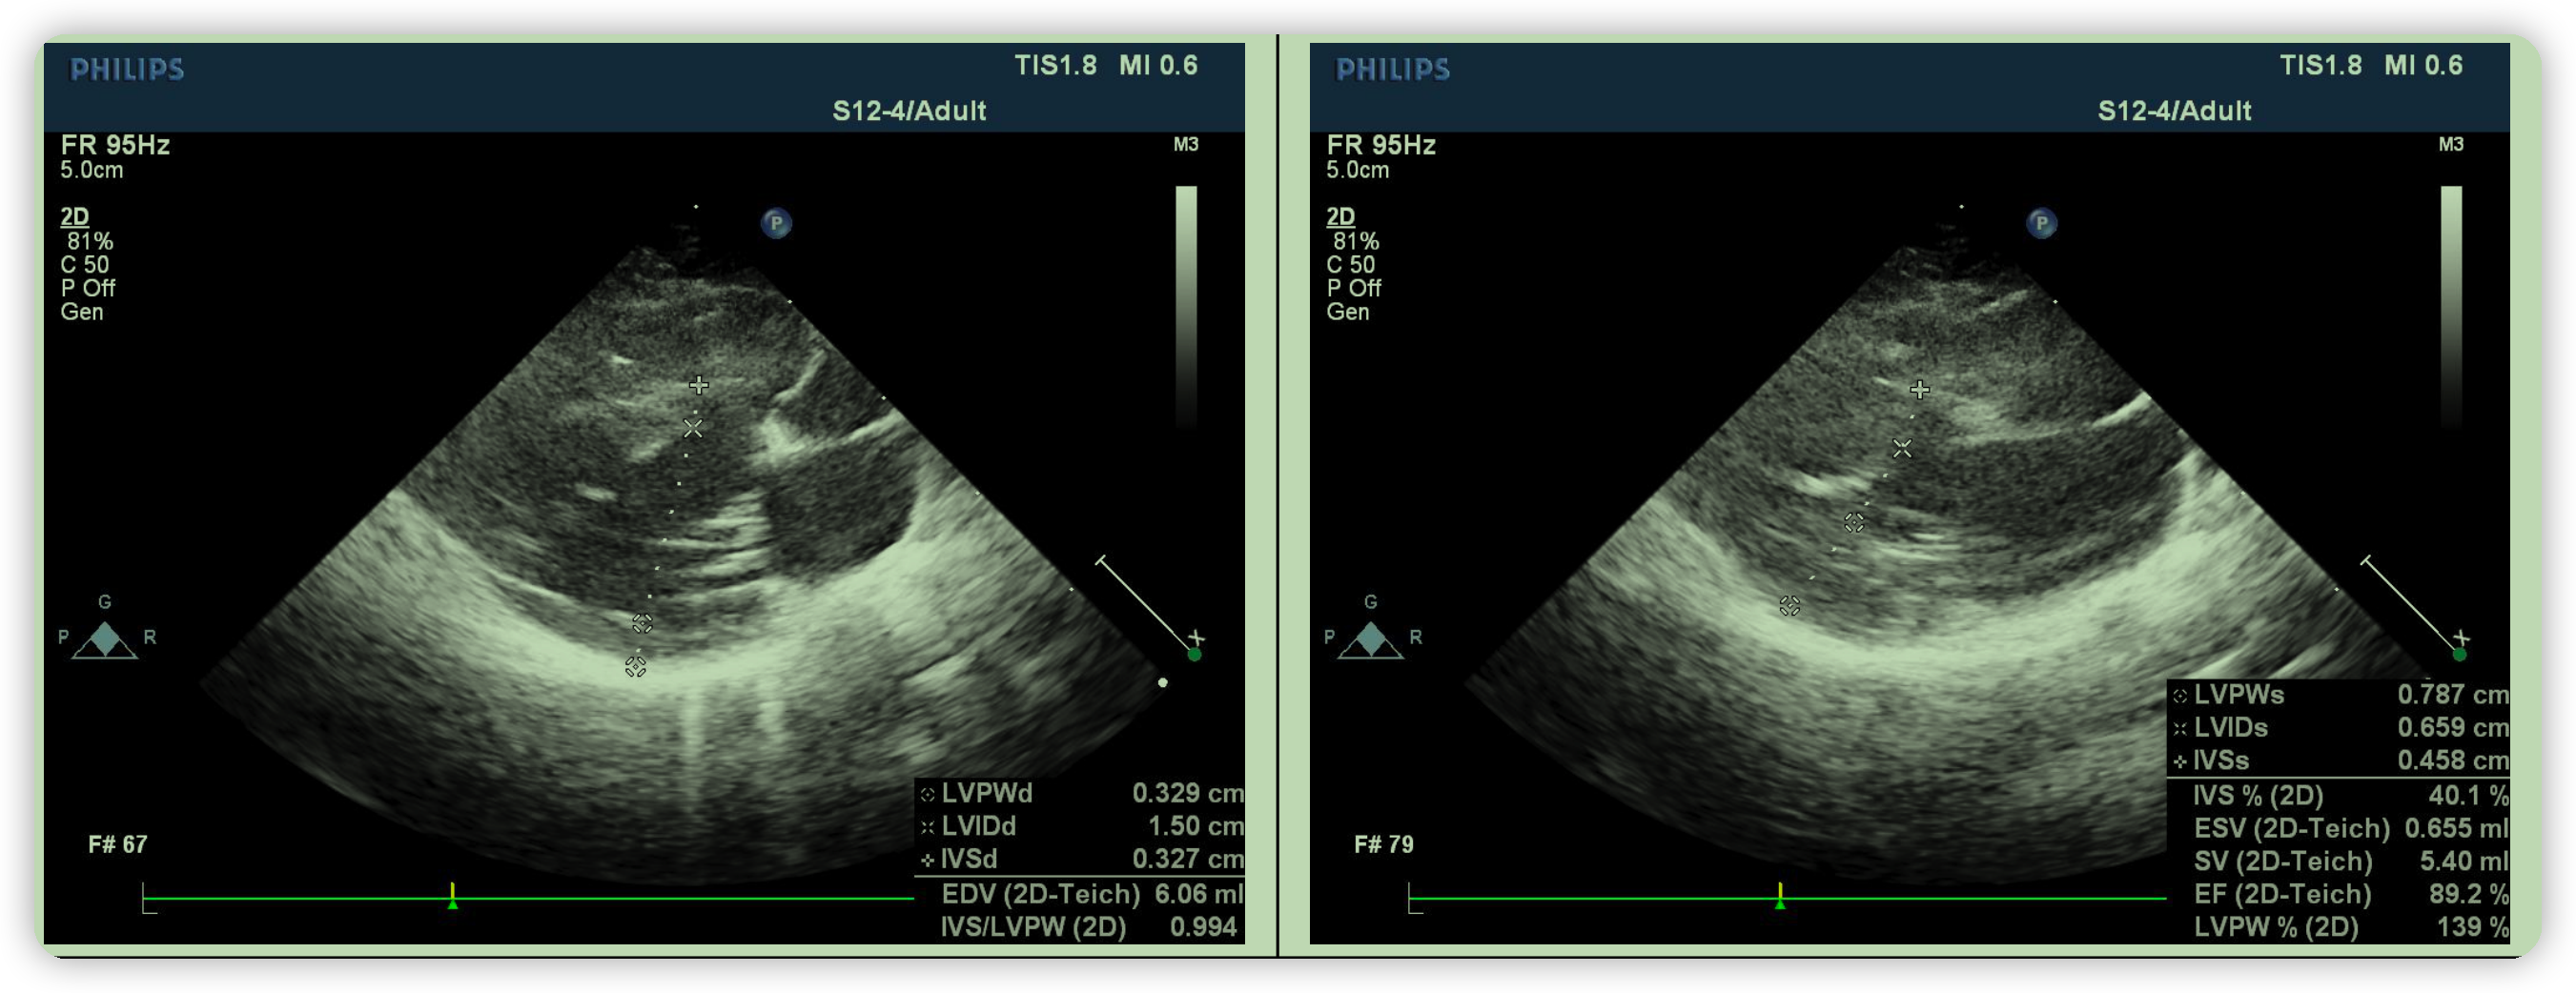 PHILIPS
TIS1.8 MI 0.6
S12-4/Adult
FR 95Hz
5.0cm
M3
2D
81%
C 50
P Off
Gen
P
G
P R
LVPWd 0.329 cm
LVIDd 1.50 cm
IVSd 0.327 cm
EDV (2D-Teich) 6.06 ml
IVS/LVPW (2D) 0.994
F# 67
PHILIPS
TIS1.8 MI 0.6
S12-4/Adult
FR 95Hz
5.0cm
M3
2D
81%
C 50
P Off
Gen
P
G
P R
LVPWs 0.787 cm
LVIDs 0.659 cm
IVSs 0.458 cm
IVS % (2D) 40.1 %
ESV (2D-Teich) 0.655 ml
SV (2D-Teich) 5.40 ml
EF (2D-Teich) 89.2 %
LVPW % (2D) 139 %
F# 79